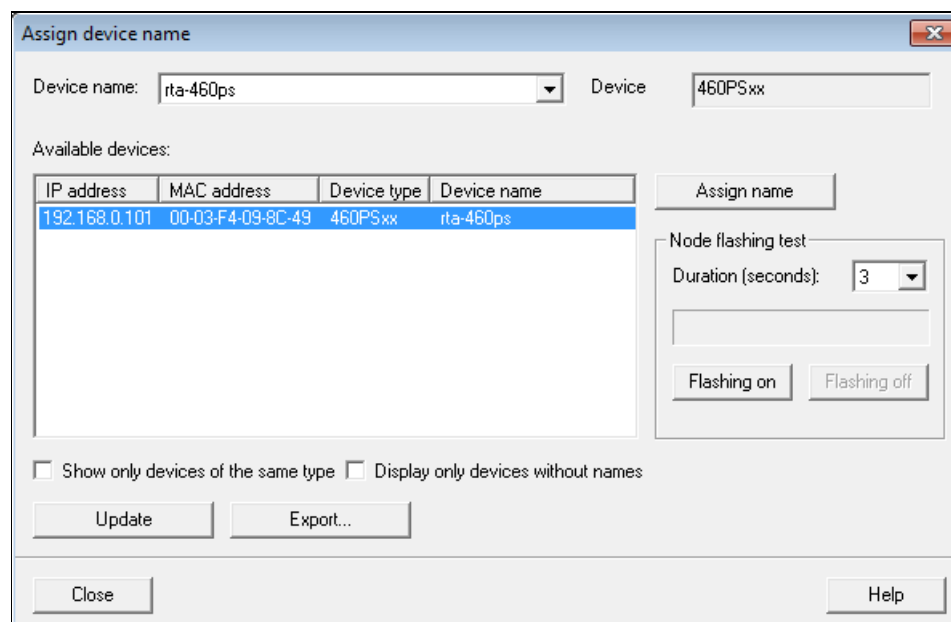 Assign device name
Device name: rta-460ps Device 460PSxx
Available devices:
IP address MAC address Device type Device name
192.168.0.101 00-03-F4-09-8C-49 460PSxx rta-460ps
Assign name
Node flashing test
Duration (seconds): 3
Flashing on Flashing off
Show only devices of the same type Display only devices without names
Update Export...
Close Help